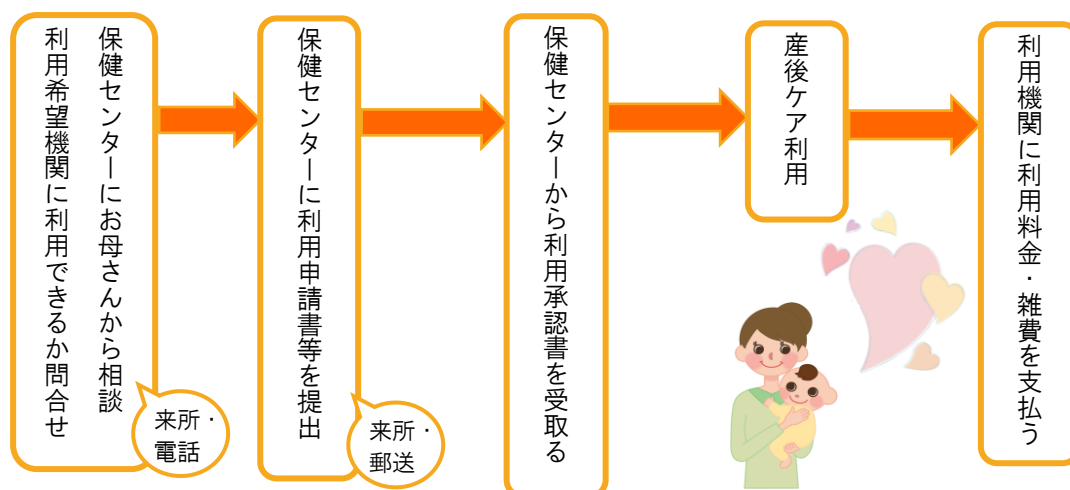 保健センターにお母さんから相談
利用希望機関に利用できるか問合せ
来所・
電話
保健センターに利用申請書等を提出
来所・
郵送
保健センターから利用承認書を受取る
産後ケア利用
利用機関に利用料金・雑費を支払う